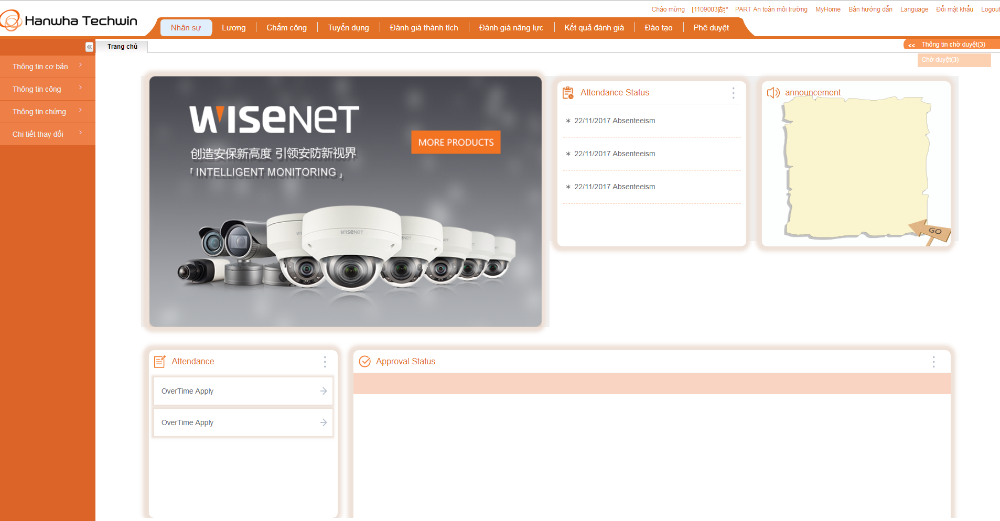 Hanwha Techwin
Chào mừng [1109003]胡* PART An toàn môi trường MyHome Bản hướng dẫn Language Đổi mật khẩu Logout
Nhân sự Lương Chấm công Tuyển dụng Đánh giá thành tích Đánh giá năng lực Kết quả đánh giá Đào tạo Phê duyệt
Trang chủ
<< Thông tin chờ duyệt(3)
Chờ duyệt(3)
Thông tin cơ bản
Thông tin công
Thông tin chứng
Chi tiết thay đổi
WISENET
创造安保新高度 引领安防新视界
「INTELLIGENT MONITORING」
MORE PRODUCTS
WISENET
Attendance Status
* 22/11/2017 Absenteeism
* 22/11/2017 Absenteeism
* 22/11/2017 Absenteeism
announcement
GO
Attendance
OverTime Apply
OverTime Apply
Approval Status